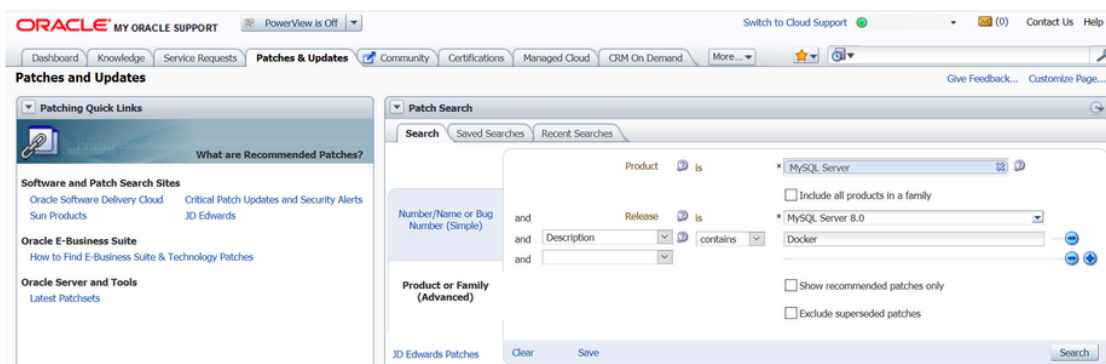 ORACLE MY ORACLE SUPPORT PowerView is Off Switch to Cloud Support (0) Contact Us Help
Dashboard Knowledge Service Requests Patches & Updates Community Certifications Managed Cloud CRM On Demand More...
Patches and Updates Give Feedback... Customize Page...
Patching Quick Links
What are Recommended Patches?
Software and Patch Search Sites
Oracle Software Delivery Cloud Critical Patch Updates and Security Alerts
Sun Products JD Edwards
Oracle E-Business Suite
How to Find E-Business Suite & Technology Patches
Oracle Server and Tools
Latest Patchsets
Patch Search
Search Saved Searches Recent Searches
Number/Name or Bug
Number (Simple)
Product or Family
(Advanced)
JD Edwards Patches
Product ? is * MySQL Server ?
Include all products in a family
and Release ? is * MySQL Server 8.0
and Description ? contains Docker
and
Show recommended patches only
Exclude superseded patches
Clear Save Search